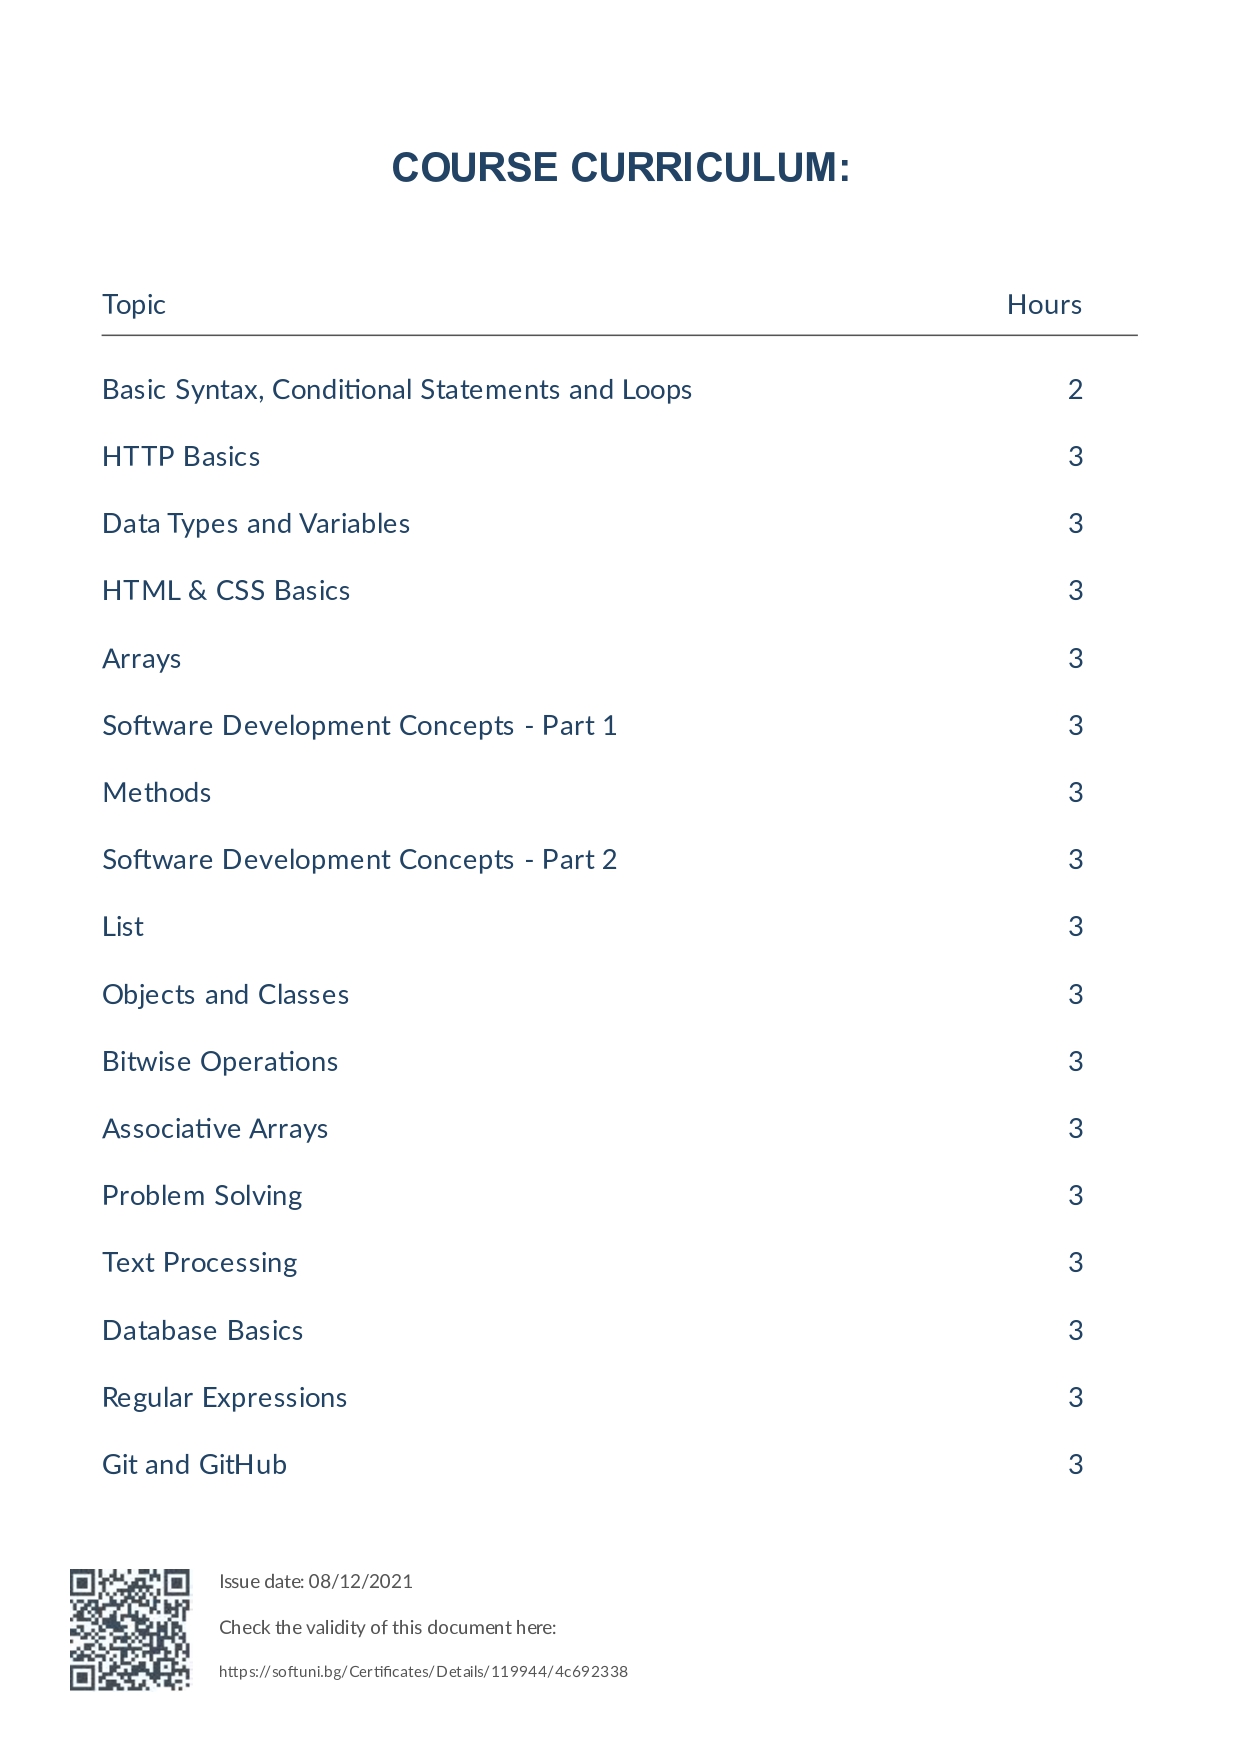 COURSE CURRICULUM:
Topic Hours
Basic Syntax, Conditional Statements and Loops 2
HTTP Basics 3
Data Types and Variables 3
HTML & CSS Basics 3
Arrays 3
Software Development Concepts - Part 1 3
Methods 3
Software Development Concepts - Part 2 3
List 3
Objects and Classes 3
Bitwise Operations 3
Associative Arrays 3
Problem Solving 3
Text Processing 3
Database Basics 3
Regular Expressions 3
Git and GitHub 3
Issue date: 08/12/2021
Check the validity of this document here:
https://softuni.bg/Certificates/Details/119944/4c692338